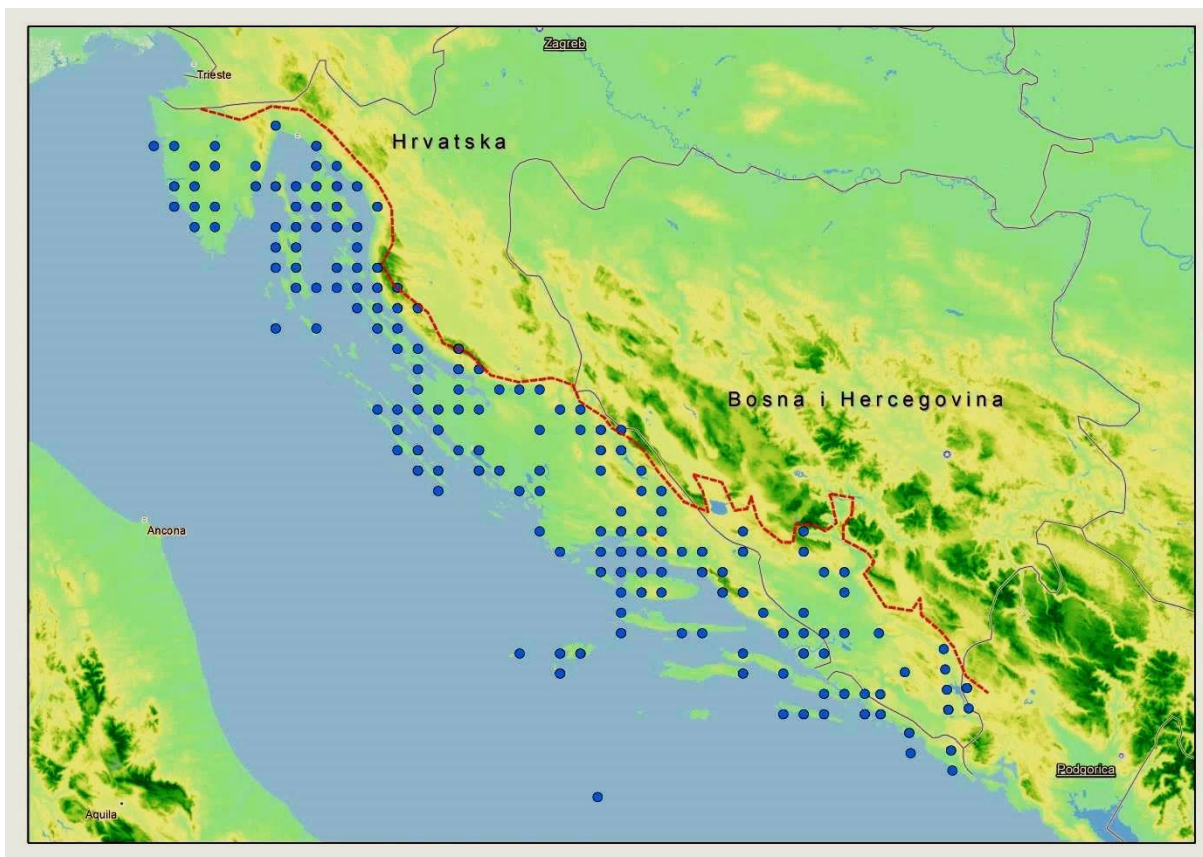 Zagreb
Trieste
Hrvatska
Bosna i Hercegovina
Ancona
Podgorica
Aquila